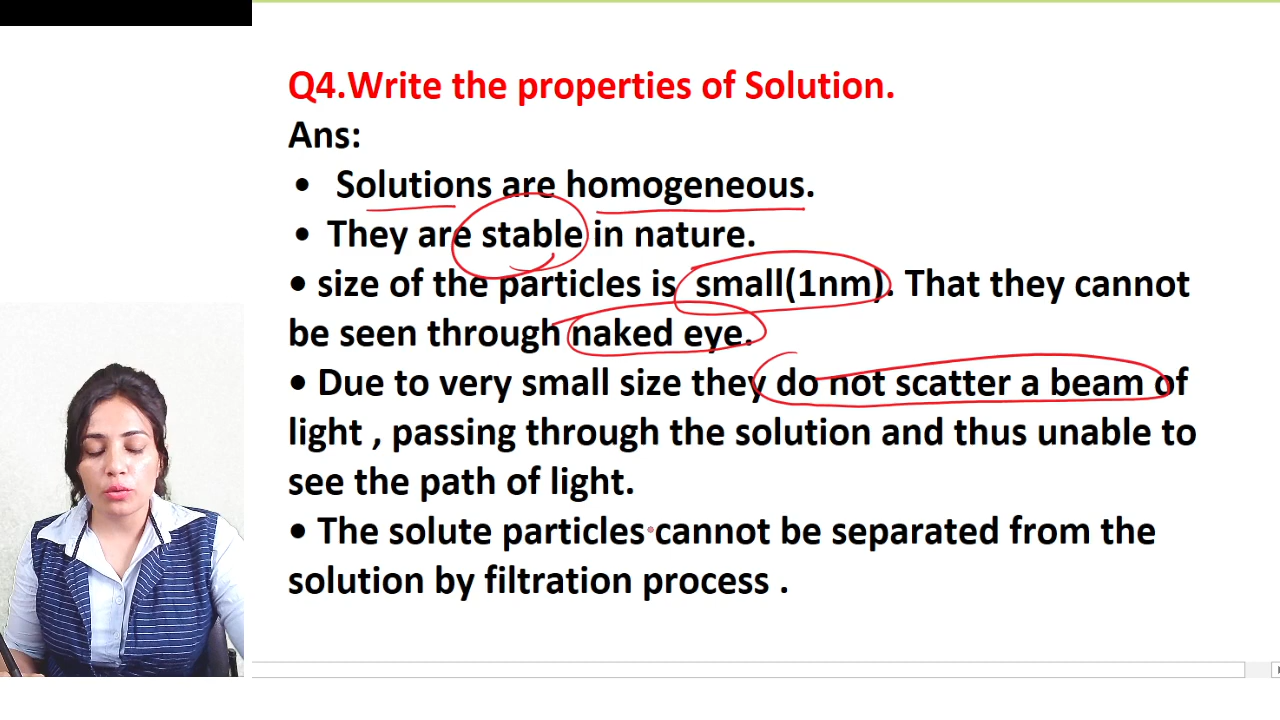 Q4.Write the properties of Solution.
Ans:
• Solutions are homogeneous.
• They are stable in nature.
• size of the particles is small(1nm). That they cannot
be seen through naked eye.
• Due to very small size they do not scatter a beam of
light , passing through the solution and thus unable to
see the path of light.
• The solute particles cannot be separated from the
solution by filtration process .